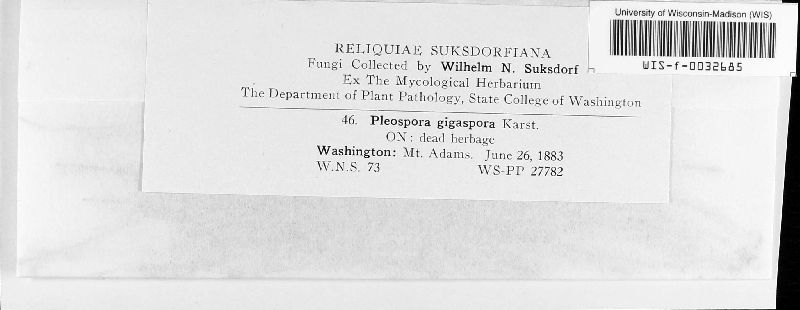 University of Wisconsin-Madison (WIS)
WIS-f-0032685
RELIQUIAE SUKSDORFIANA
Fungi Collected by Wilhelm N. Suksdorf
Ex The Mycological Herbarium
The Department of Plant Pathology, State College of Washington
46. Pleospora gigaspora Karst.
ON: dead herbage
Washington: Mt. Adams. June 26, 1883
W.N.S. 73 WS-PP 27782